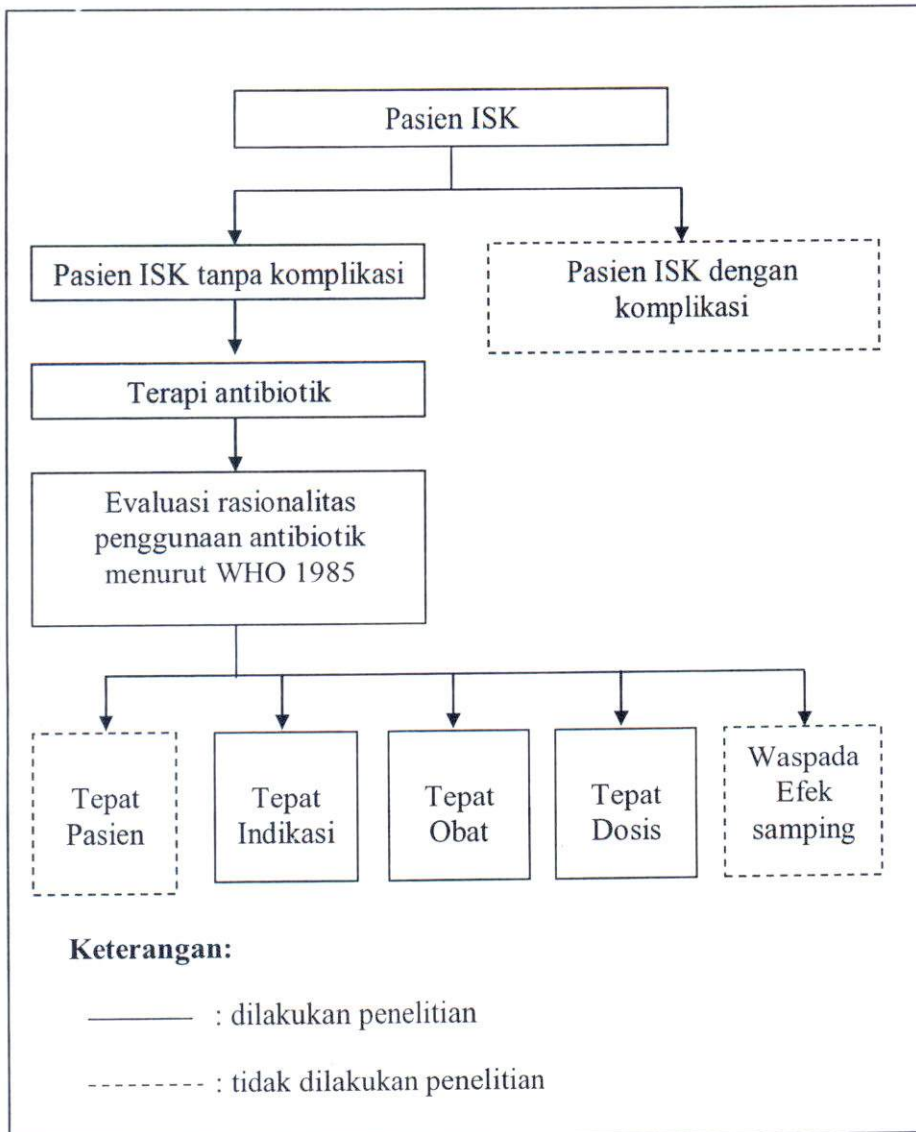 Pasien ISK
Pasien ISK tanpa komplikasi
Pasien ISK dengan
komplikasi
Terapi antibiotik
Evaluasi rasionalitas
penggunaan antibiotik
menurut WHO 1985
Tepat
Pasien
Tepat
Indikasi
Tepat
Obat
Tepat
Dosis
Waspada
Efek
samping
Keterangan:
: dilakukan penelitian
: tidak dilakukan penelitian